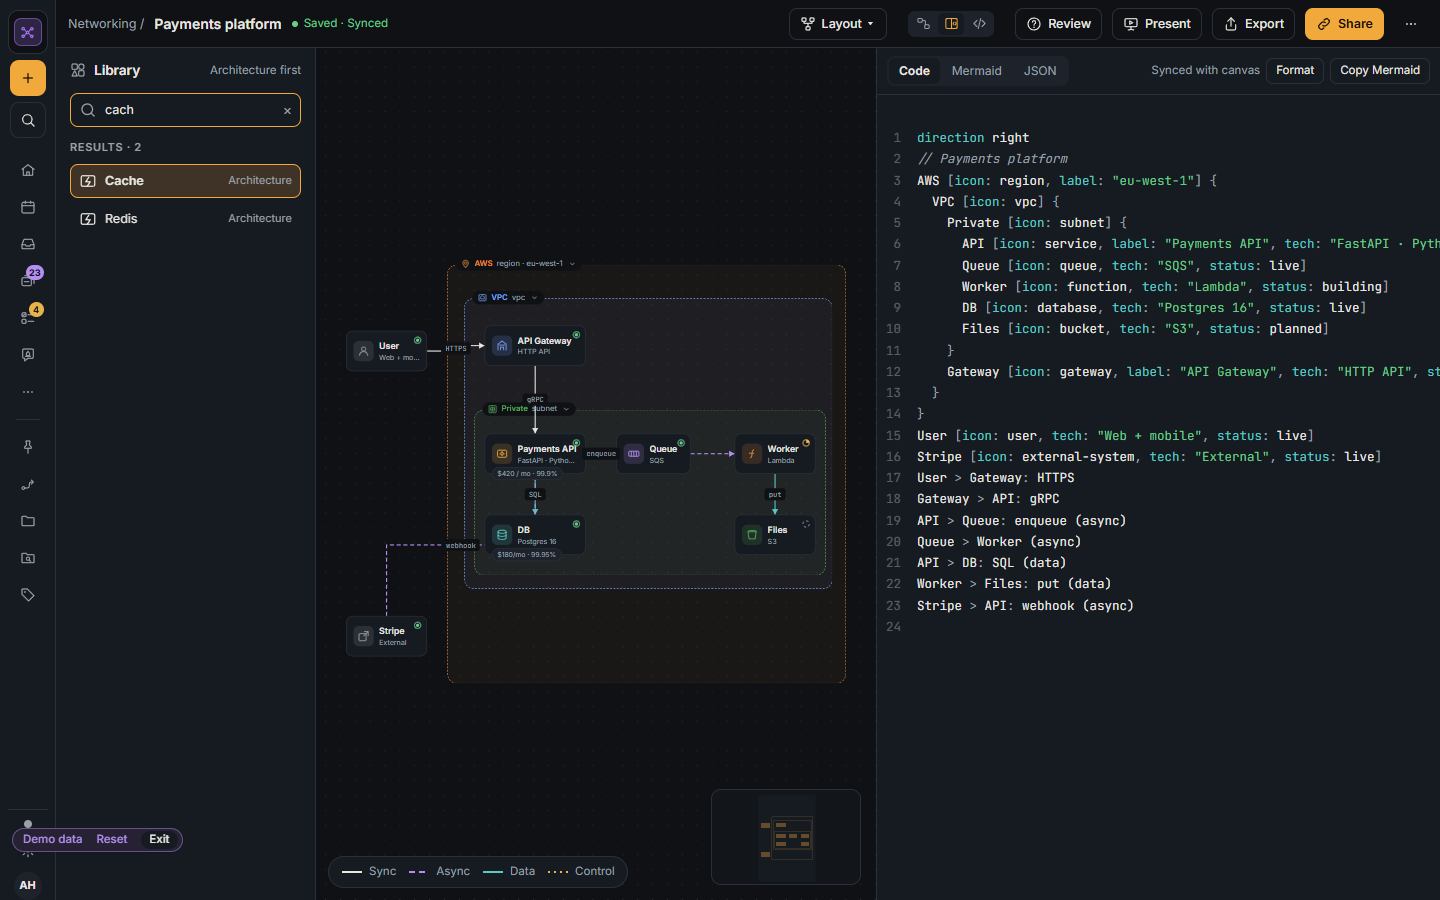 Networking / Payments platform Saved · Synced
Layout
Review
Present
Export
Share
Library
Architecture first
cach
RESULTS · 2
Cache Architecture
Redis Architecture
23
4
Demo data Reset Exit
AH
AWS region · eu-west-1
VPC vpc
User
Web + mo...
HTTPS
API Gateway
HTTP API
gRPC
Private subnet
Payments API
FastAPI · Pytho...
$420 / mo · 99.9%
enqueue
Queue
SQS
Worker
Lambda
SQL
put
DB
Postgres 16
$180/mo · 99.95%
Files
S3
webhook
Stripe
External
Sync Async Data Control
Code Mermaid JSON
Synced with canvas
Format
Copy Mermaid
1 direction right
2 // Payments platform
3 AWS [icon: region, label: "eu-west-1"] {
4 VPC [icon: vpc] {
5 Private [icon: subnet] {
6 API [icon: service, label: "Payments API", tech: "FastAPI · Pyth
7 Queue [icon: queue, tech: "SQS", status: live]
8 Worker [icon: function, tech: "Lambda", status: building]
9 DB [icon: database, tech: "Postgres 16", status: live]
10 Files [icon: bucket, tech: "S3", status: planned]
11 }
12 Gateway [icon: gateway, label: "API Gateway", tech: "HTTP API", st
13 }
14 }
15 User [icon: user, tech: "Web + mobile", status: live]
16 Stripe [icon: external-system, tech: "External", status: live]
17 User > Gateway: HTTPS
18 Gateway > API: gRPC
19 API > Queue: enqueue (async)
20 Queue > Worker (async)
21 API > DB: SQL (data)
22 Worker > Files: put (data)
23 Stripe > API: webhook (async)
24